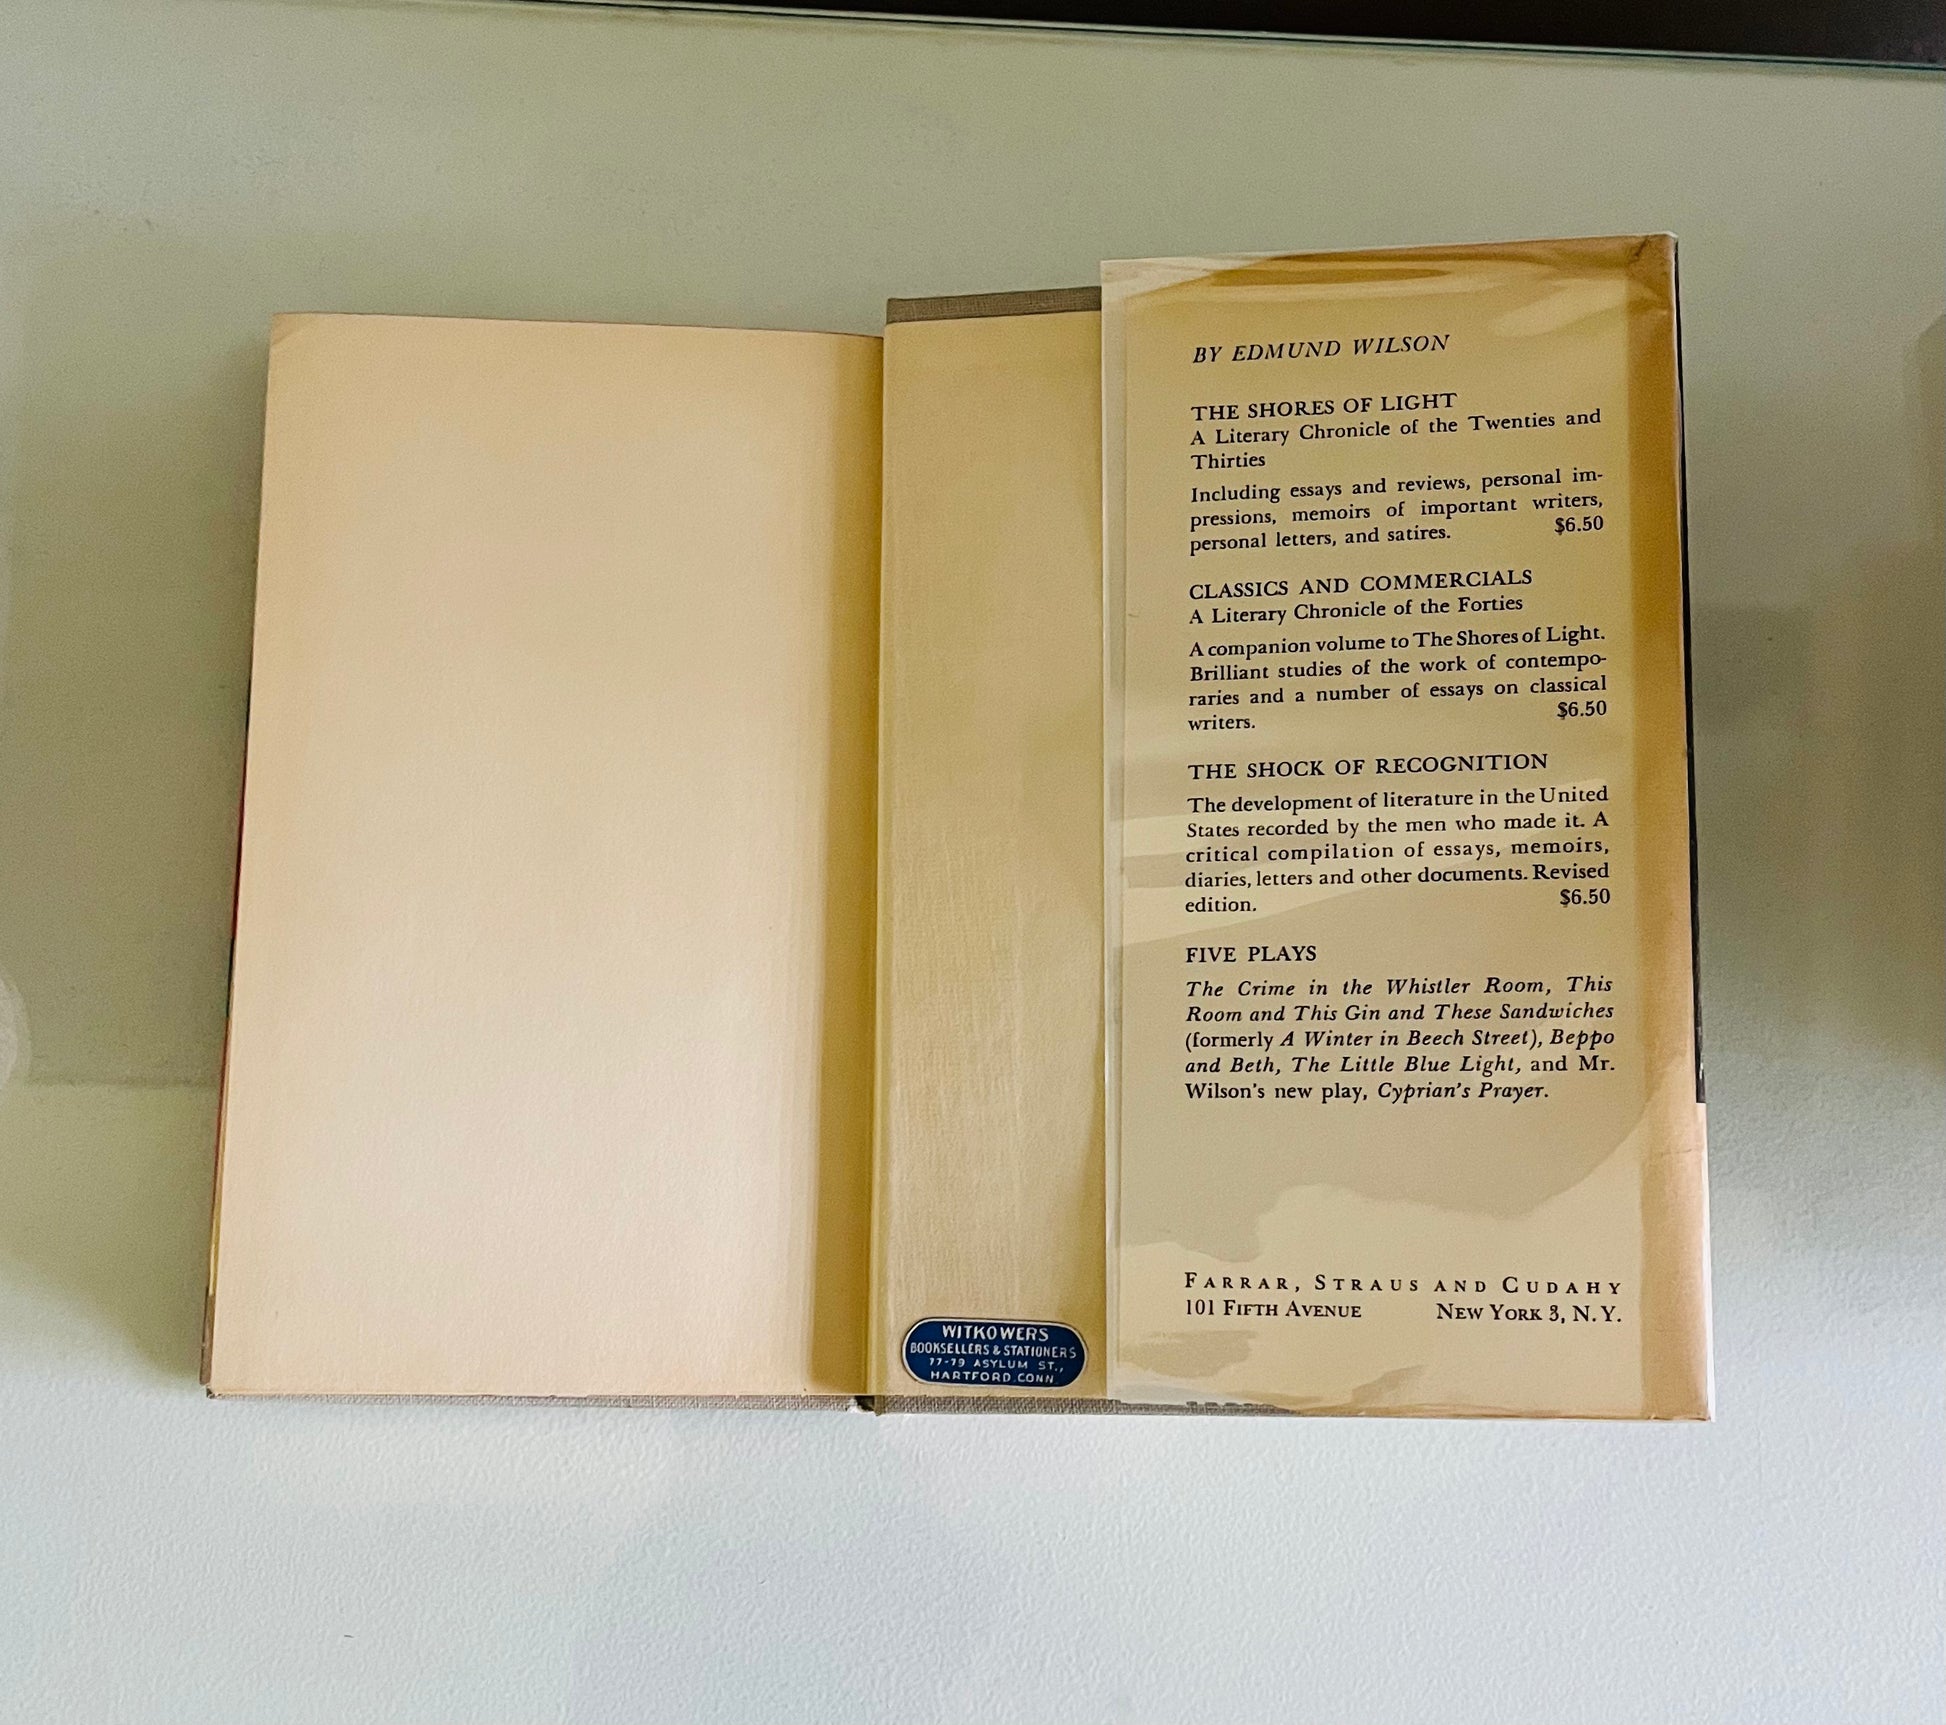 BY EDMUND WILSON
THE SHORES OF LIGHT
A Literary Chronicle of the Twenties and
Thirties
Including essays and reviews, personal im-
pressions, memoirs of important writers,
personal letters, and satires. $6.50
CLASSICS AND COMMERCIALS
A Literary Chronicle of the Forties
A companion volume to The Shores of Light.
Brilliant studies of the work of contempo-
raries and a number of essays on classical
writers. $6.50
THE SHOCK OF RECOGNITION
The development of literature in the United
States recorded by the men who made it. A
critical compilation of essays, memoirs,
diaries, letters and other documents. Revised
edition. $6.50
FIVE PLAYS
The Crime in the Whistler Room, This
Room and This Gin and These Sandwiches
(formerly A Winter in Beech Street), Beppo
and Beth, The Little Blue Light, and Mr.
Wilson's new play, Cyprian's Prayer.
FARRAR, STRAUS AND CUDAHY
101 FIFTH AVENUE NEW YORK 3, N.Y.
WITKOWERS
BOOKSELLERS & STATIONERS
77-79 ASYLUM ST.,
HARTFORD.CONN.